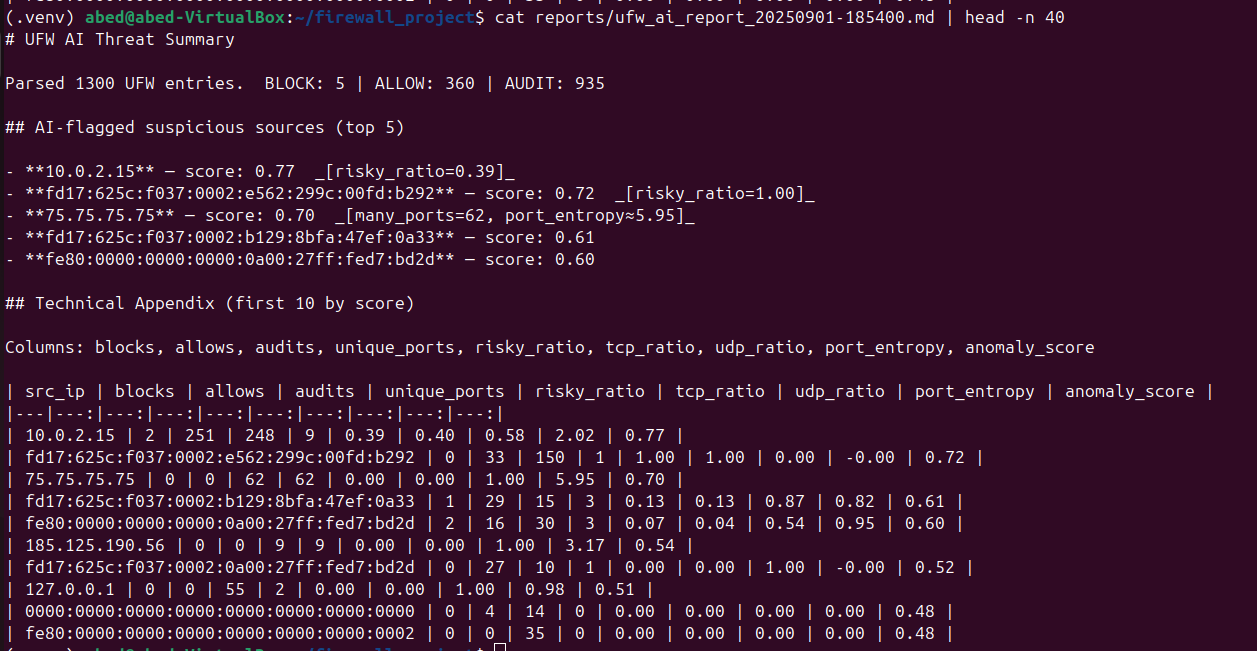 (.venv) abed@abed-VirtualBox:~/firewall_project$ cat reports/ufw_ai_report_20250901-185400.md | head -n 40
# UFW AI Threat Summary
Parsed 1300 UFW entries.  BLOCK: 5 | ALLOW: 360 | AUDIT: 935
## AI-flagged suspicious sources (top 5)
- **10.0.2.15** — score: 0.77  _[risky_ratio=0.39]_
- **fd17:625c:f037:0002:e562:299c:00fd:b292** — score: 0.72  _[risky_ratio=1.00]_
- **75.75.75.75** — score: 0.70  _[many_ports=62, port_entropy≈5.95]_
- **fd17:625c:f037:0002:b129:8bfa:47ef:0a33** — score: 0.61
- **fe80:0000:0000:0000:0a00:27ff:fed7:bd2d** — score: 0.60
## Technical Appendix (first 10 by score)
Columns: blocks, allows, audits, unique_ports, risky_ratio, tcp_ratio, udp_ratio, port_entropy, anomaly_score
| src_ip | blocks | allows | audits | unique_ports | risky_ratio | tcp_ratio | udp_ratio | port_entropy | anomaly_score |
|---|---:|---:|---:|---:|---:|---:|---:|---:|---:|
| 10.0.2.15 | 2 | 251 | 248 | 9 | 0.39 | 0.40 | 0.58 | 2.02 | 0.77 |
| fd17:625c:f037:0002:e562:299c:00fd:b292 | 0 | 33 | 150 | 1 | 1.00 | 1.00 | 0.00 | -0.00 | 0.72 |
| 75.75.75.75 | 0 | 0 | 62 | 62 | 0.00 | 0.00 | 1.00 | 5.95 | 0.70 |
| fd17:625c:f037:0002:b129:8bfa:47ef:0a33 | 1 | 29 | 15 | 3 | 0.13 | 0.13 | 0.87 | 0.82 | 0.61 |
| fe80:0000:0000:0000:0a00:27ff:fed7:bd2d | 2 | 16 | 30 | 3 | 0.07 | 0.04 | 0.54 | 0.95 | 0.60 |
| 185.125.190.56 | 0 | 0 | 9 | 9 | 0.00 | 0.00 | 1.00 | 3.17 | 0.54 |
| fd17:625c:f037:0002:0a00:27ff:fed7:bd2d | 0 | 27 | 10 | 1 | 0.00 | 0.00 | 1.00 | -0.00 | 0.52 |
| 127.0.0.1 | 0 | 0 | 55 | 2 | 0.00 | 0.00 | 1.00 | 0.98 | 0.51 |
| 0000:0000:0000:0000:0000:0000:0000:0000 | 0 | 4 | 14 | 0 | 0.00 | 0.00 | 0.00 | 0.00 | 0.48 |
| fe80:0000:0000:0000:0000:0000:0000:0002 | 0 | 0 | 35 | 0 | 0.00 | 0.00 | 0.00 | 0.00 | 0.48 |